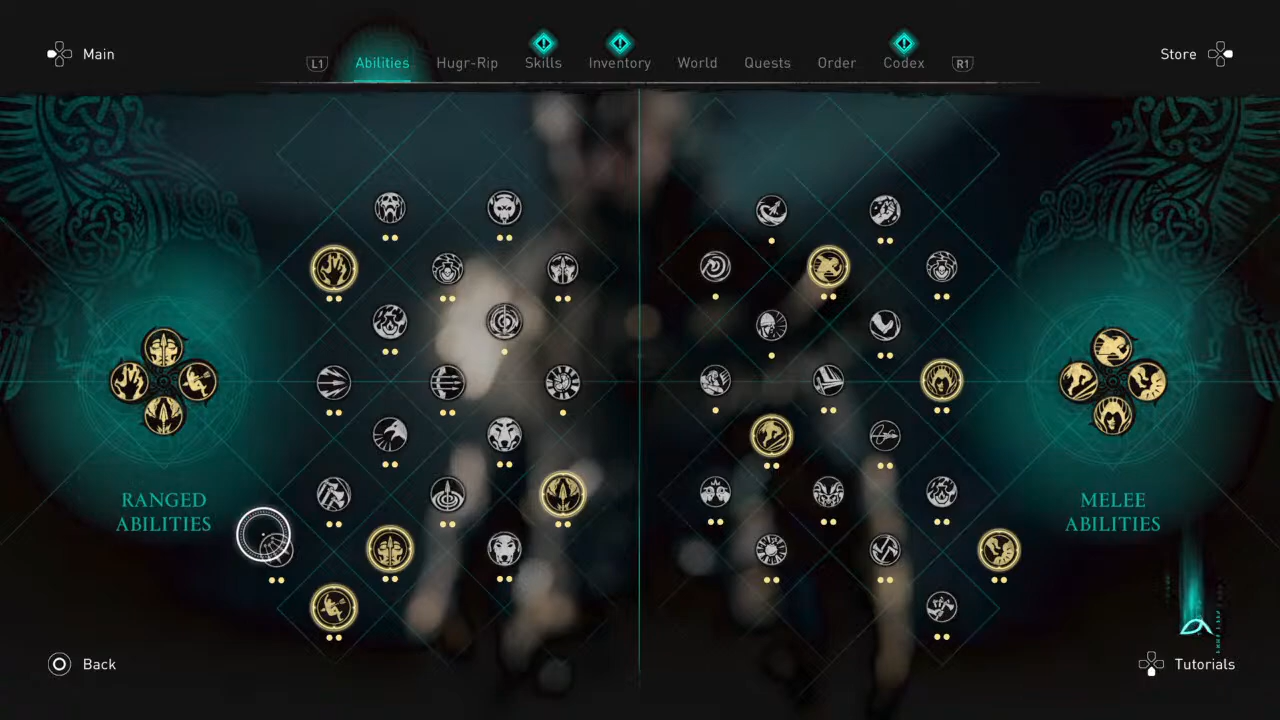 Main
L1
Abilities
Hugr-Rip
Skills
Inventory
World
Quests
Order
Codex
R1
Store
RANGED
ABILITIES
MELEE
ABILITIES
Back
Tutorials